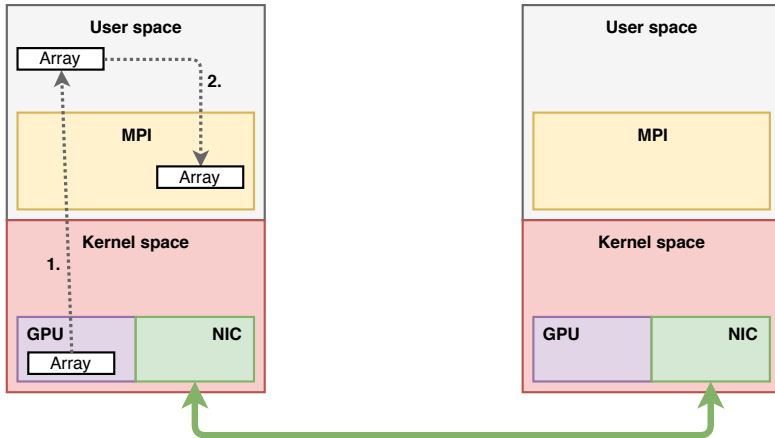 User space
Array
2.
MPI
Array
Kernel space
1.
GPU
NIC
Array
User space
MPI
Kernel space
GPU
NIC